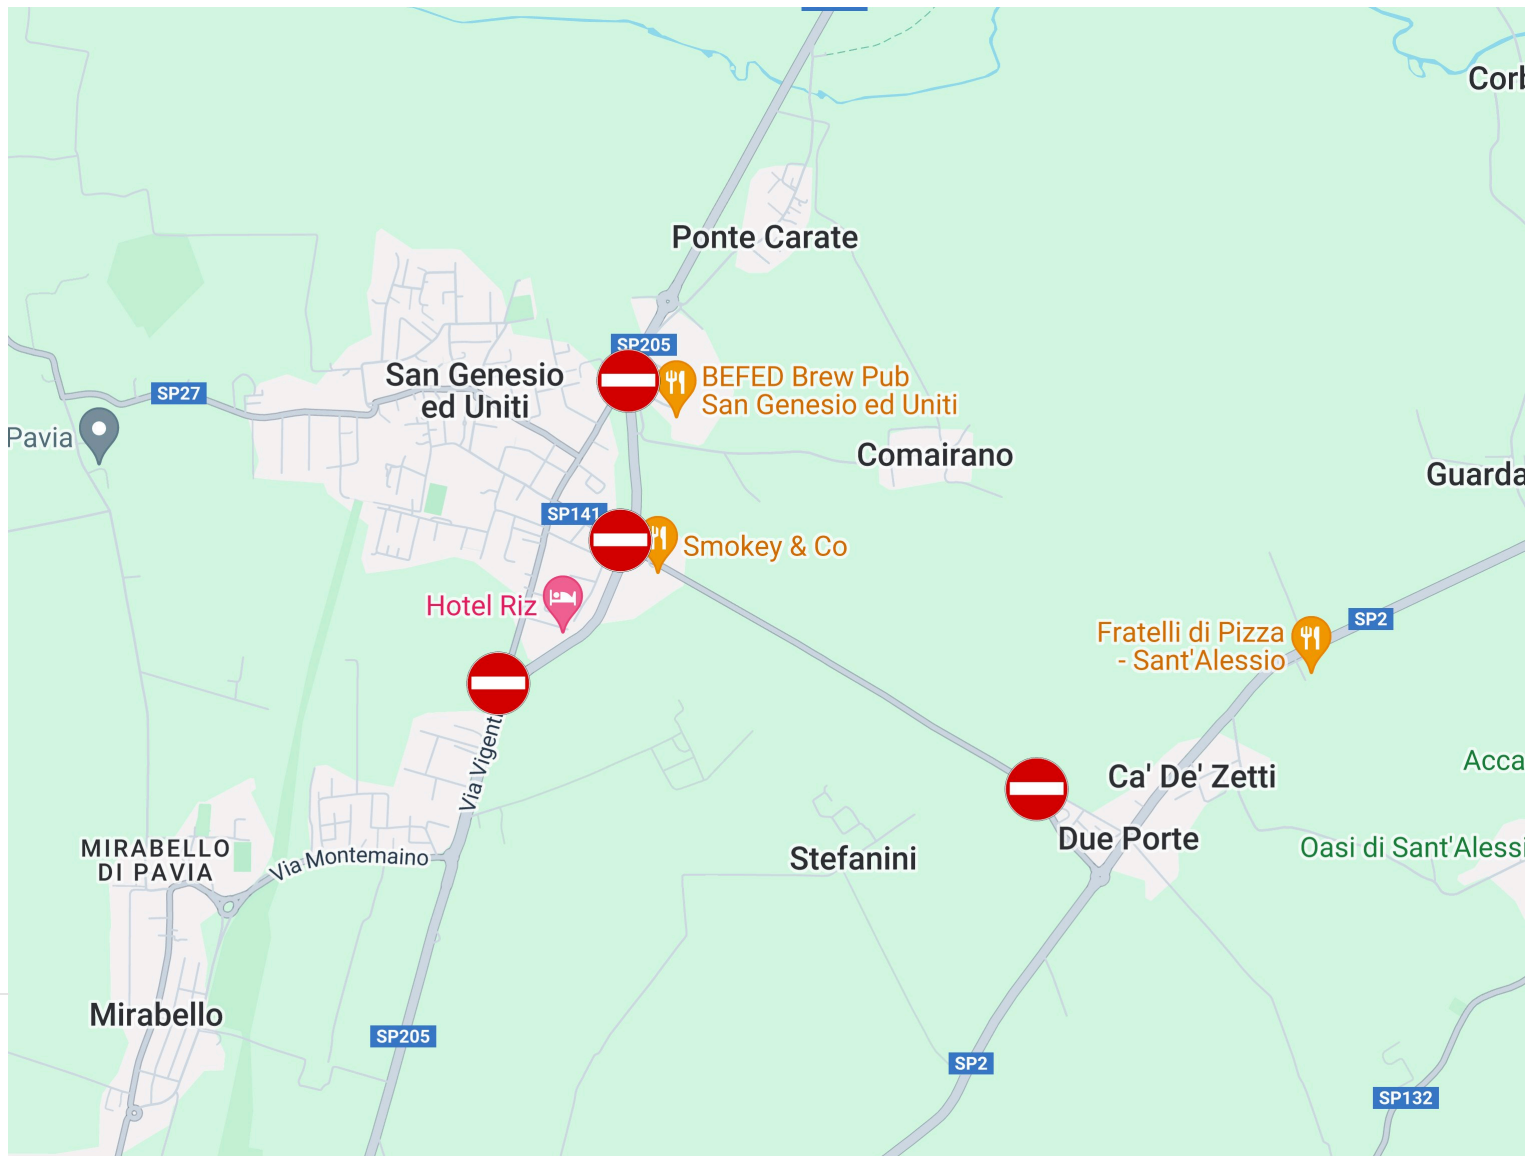 Corb
Ponte Carate
SP205
San Genesio
ed Uniti
BEFED Brew Pub
San Genesio ed Uniti
SP27
Pavia
Comairano
Guarda
SP141
Smokey & Co
Hotel Riz
SP2
Fratelli di Pizza
- Sant'Alessio
Via Vigenti
Acca
Ca' De' Zetti
Due Porte
Oasi di Sant'Alessi
MIRABELLO
DI PAVIA
Via Montemaino
Stefanini
Mirabello
SP205
SP2
SP132